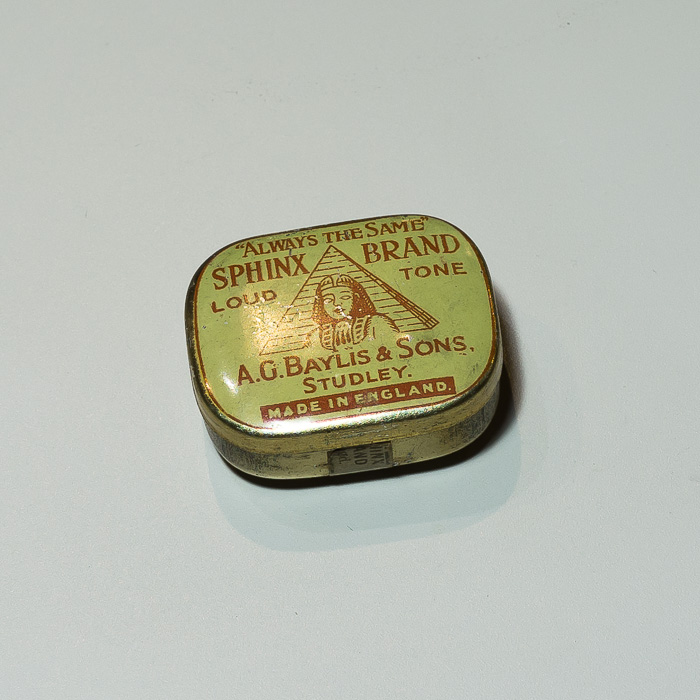 "ALWAYS THE SAME"
SPHINX BRAND
LOUD TONE
A.G. BAYLIS & SONS,
STUDLEY.
MADE IN ENGLAND.